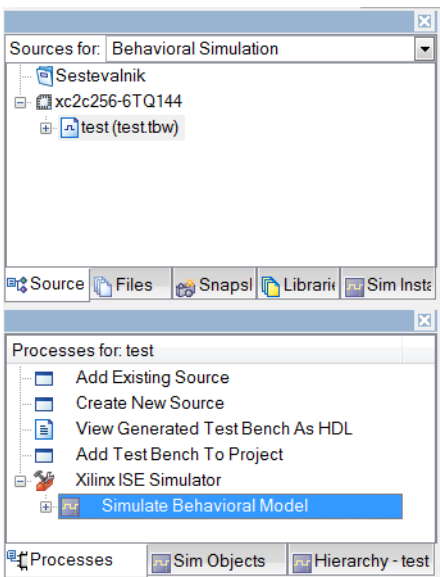 Sources for: Behavioral Simulation
Sestevalnik
xc2c256-6TQ144
test (test.tbw)
Source Files Snapsl Librarie Sim Insta
Processes for: test
Add Existing Source
Create New Source
View Generated Test Bench As HDL
Add Test Bench To Project
Xilinx ISE Simulator
Simulate Behavioral Model
Processes Sim Objects Hierarchy - test